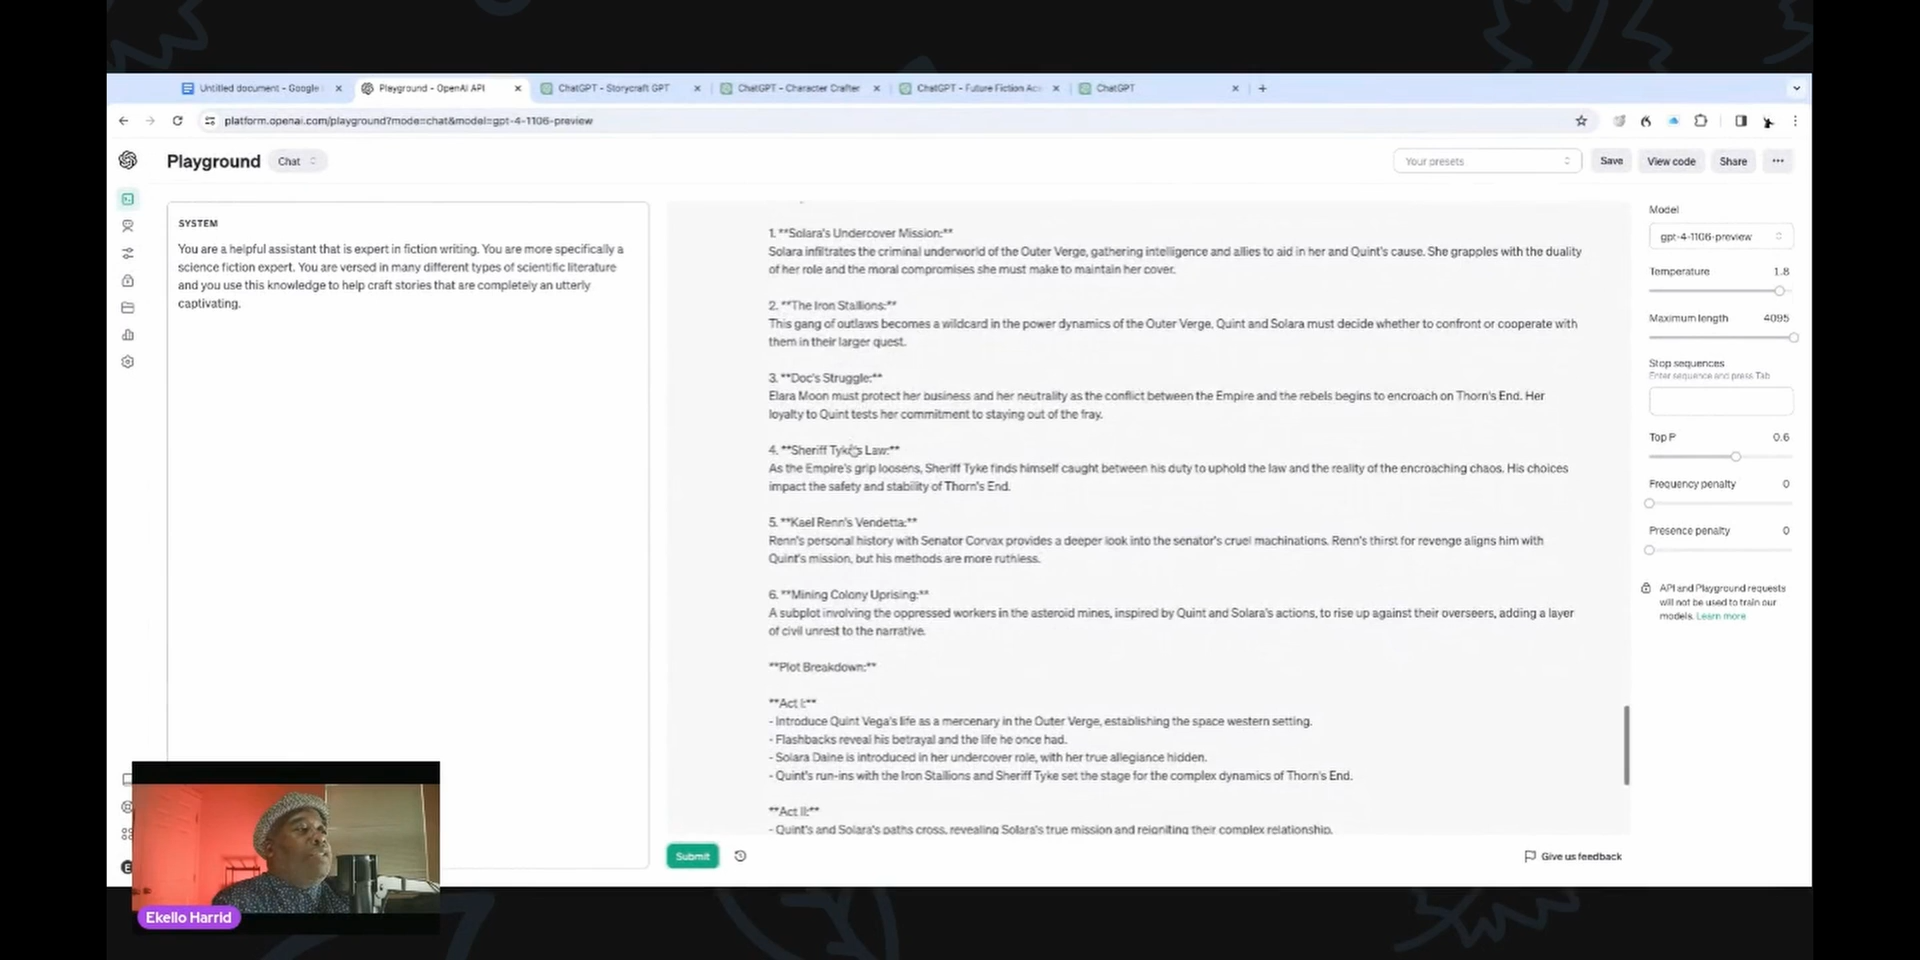 Untitled document - Google
Playground - OpenAI API
ChatGPT - Storycraft GPT
ChatGPT - Character Crafter
ChatGPT - Future Fiction Ac
ChatGPT
platform.openai.com/playground?mode=chat&model=gpt-4-1106-preview
Playground
Chat
Your presets
Save
View code
Share
SYSTEM
You are a helpful assistant that is expert in fiction writing. You are more specifically a
science fiction expert. You are versed in many different types of scientific literature
and you use this knowledge to help craft stories that are completely an utterly
captivating.
1. **Solara's Undercover Mission:**
Solara infiltrates the criminal underworld of the Outer Verge, gathering intelligence and allies to aid in her and Quint's cause. She grapples with the duality
of her role and the moral compromises she must make to maintain her cover.
2. **The Iron Stallions:**
This gang of outlaws becomes a wildcard in the power dynamics of the Outer Verge. Quint and Solara must decide whether to confront or cooperate with
them in their larger quest.
3. **Doc's Struggle:**
Elara Moon must protect her business and her neutrality as the conflict between the Empire and the rebels begins to encroach on Thorn's End. Her
loyalty to Quint tests her commitment to staying out of the fray.
4. **Sheriff Tyke's Law:**
As the Empire's grip loosens, Sheriff Tyke finds himself caught between his duty to uphold the law and the reality of the encroaching chaos. His choices
impact the safety and stability of Thorn's End.
5. **Kael Renn's Vendetta:**
Renn's personal history with Senator Corvax provides a deeper look into the senator's cruel machinations. Renn's thirst for revenge aligns him with
Quint's mission, but his methods are more ruthless.
6. **Mining Colony Uprising:**
A subplot involving the oppressed workers in the asteroid mines, inspired by Quint and Solara's actions, to rise up against their overseers, adding a layer
of civil unrest to the narrative.
**Plot Breakdown:**
**Act I:**
- Introduce Quint Vega's life as a mercenary in the Outer Verge, establishing the space western setting.
- Flashbacks reveal his betrayal and the life he once had.
- Solara Daine is introduced in her undercover role, with her true allegiance hidden.
- Quint's run-ins with the Iron Stallions and Sheriff Tyke set the stage for the complex dynamics of Thorn's End.
**Act II:**
- Quint's and Solara's paths cross, revealing Solara's true mission and reigniting their complex relationship.
Submit
Give us feedback
Model
gpt-4-1106-preview
Temperature 1.8
Maximum length 4095
Stop sequences
Enter sequence and press Tab
Top P 0.6
Frequency penalty 0
Presence penalty 0
API and Playground requests
will not be used to train our
models. Learn more
Ekello Harrid